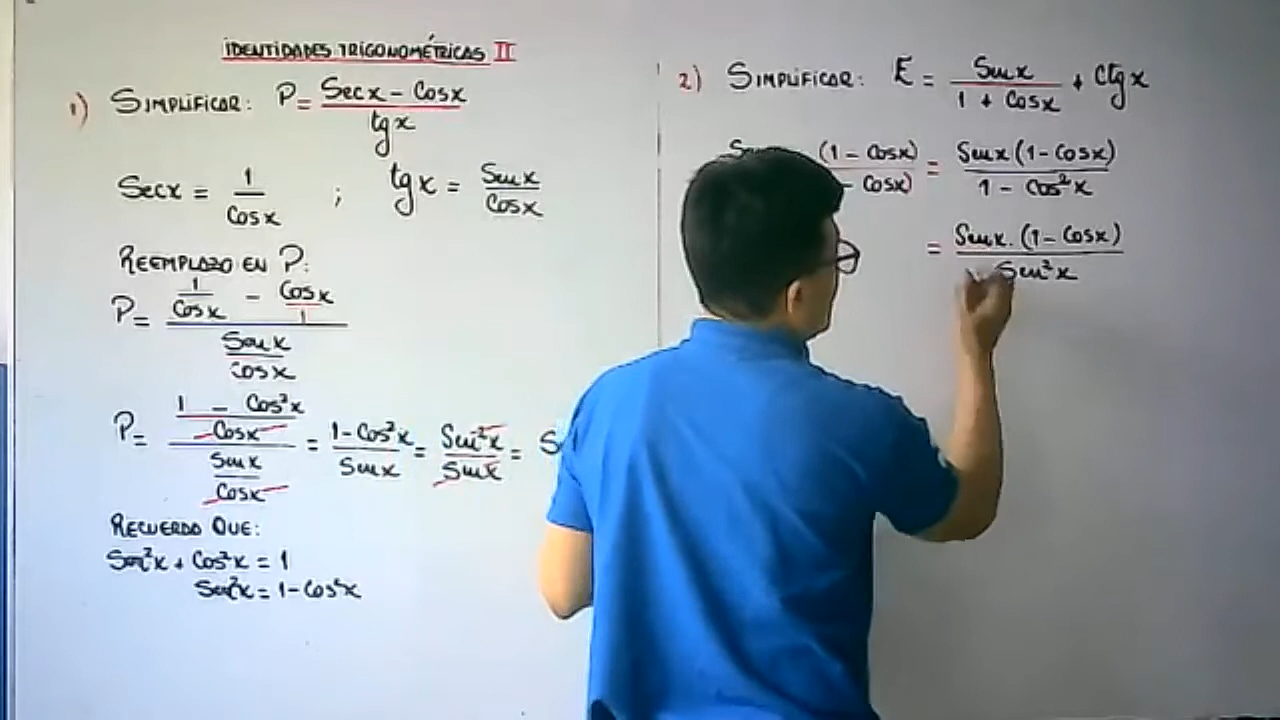 IDENTIDADES TRIGONOMÉTRICAS II
1) SIMPLIFICAR: P = (Secx - Cosx) / tgx
Secx = 1 / Cosx ; tgx = Senx / Cosx
REEMPLAZO EN P:
P = (1/Cosx - Cosx/1) / (Senx/Cosx)
P = ((1 - Cos²x)/Cosx) / (Senx/Cosx) = (1 - Cos²x)/Senx = Sen²x/Senx =
RECUERDO QUE:
Sen²x + Cos²x = 1
Sen²x = 1 - Cos²x
2) SIMPLIFICAR: E = Senx / (1 + Cosx) + Ctgx
(1 - Cosx) / - Cosx) = Senx (1 - Cosx) / (1 - Cos²x)
= Senx . (1 - Cosx) / Sen²x